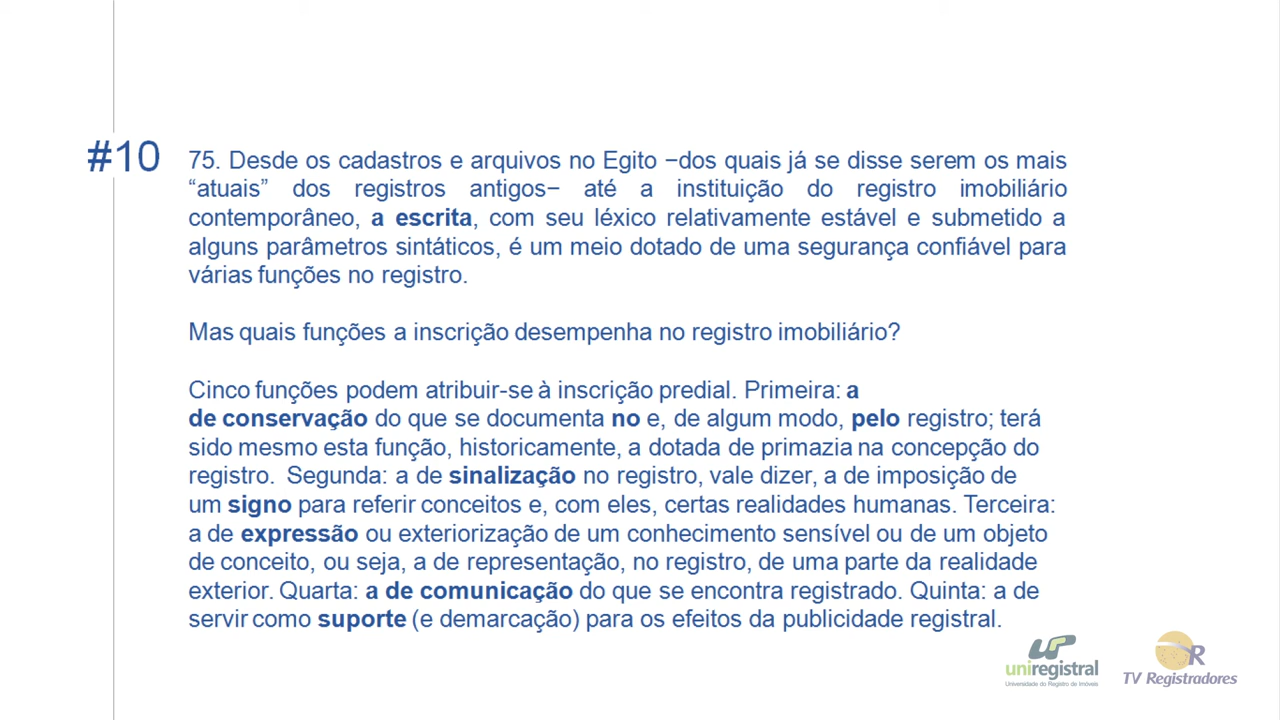 #10
75. Desde os cadastros e arquivos no Egito −dos quais já se disse serem os mais
“atuais” dos registros antigos− até a instituição do registro imobiliário
contemporâneo, a escrita, com seu léxico relativamente estável e submetido a
alguns parâmetros sintáticos, é um meio dotado de uma segurança confiável para
várias funções no registro.
Mas quais funções a inscrição desempenha no registro imobiliário?
Cinco funções podem atribuir-se à inscrição predial. Primeira: a
de conservação do que se documenta no e, de algum modo, pelo registro; terá
sido mesmo esta função, historicamente, a dotada de primazia na concepção do
registro. Segunda: a de sinalização no registro, vale dizer, a de imposição de
um signo para referir conceitos e, com eles, certas realidades humanas. Terceira:
a de expressão ou exteriorização de um conhecimento sensível ou de um objeto
de conceito, ou seja, a de representação, no registro, de uma parte da realidade
exterior. Quarta: a de comunicação do que se encontra registrado. Quinta: a de
servir como suporte (e demarcação) para os efeitos da publicidade registral.
uniregistral
Universidade do Registro de Imóveis
R
TV Registradores